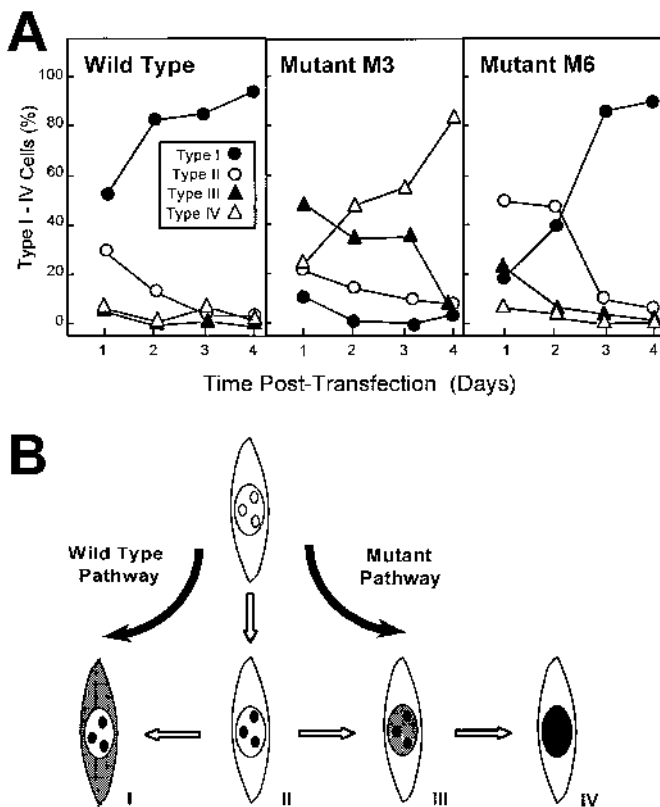 A
Wild Type
Mutant M3
Mutant M6
Type I - IV Cells (%)
100
80
60
40
20
0
Type I
Type II
Type III
Type IV
1 2 3 4
1 2 3 4
1 2 3 4
Time Post-Transfection (Days)
B
Wild Type
Pathway
Mutant
Pathway
I
II
III
IV